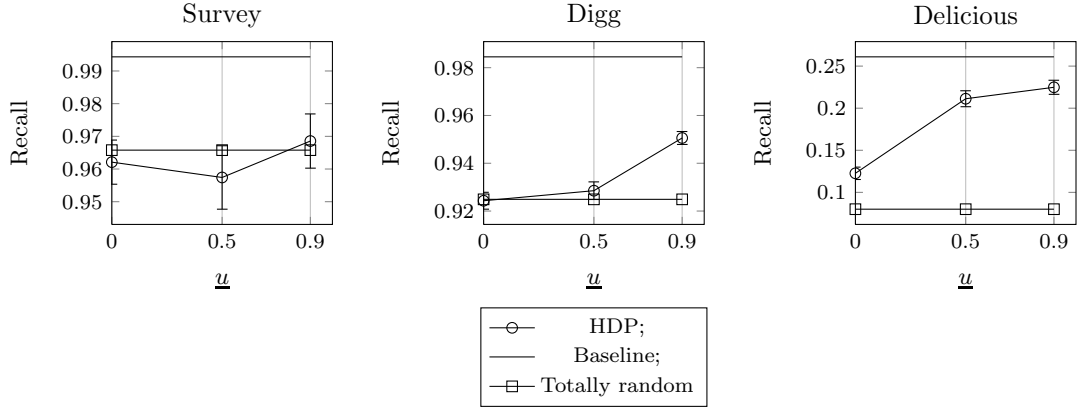 Survey
Digg
Delicious
Recall
0.99
0.98
0.97
0.96
0.95
0
0.5
0.9
u
Recall
0.98
0.96
0.94
0.92
0
0.5
0.9
u
Recall
0.25
0.2
0.15
0.1
0
0.5
0.9
u
HDP;
Baseline;
Totally random